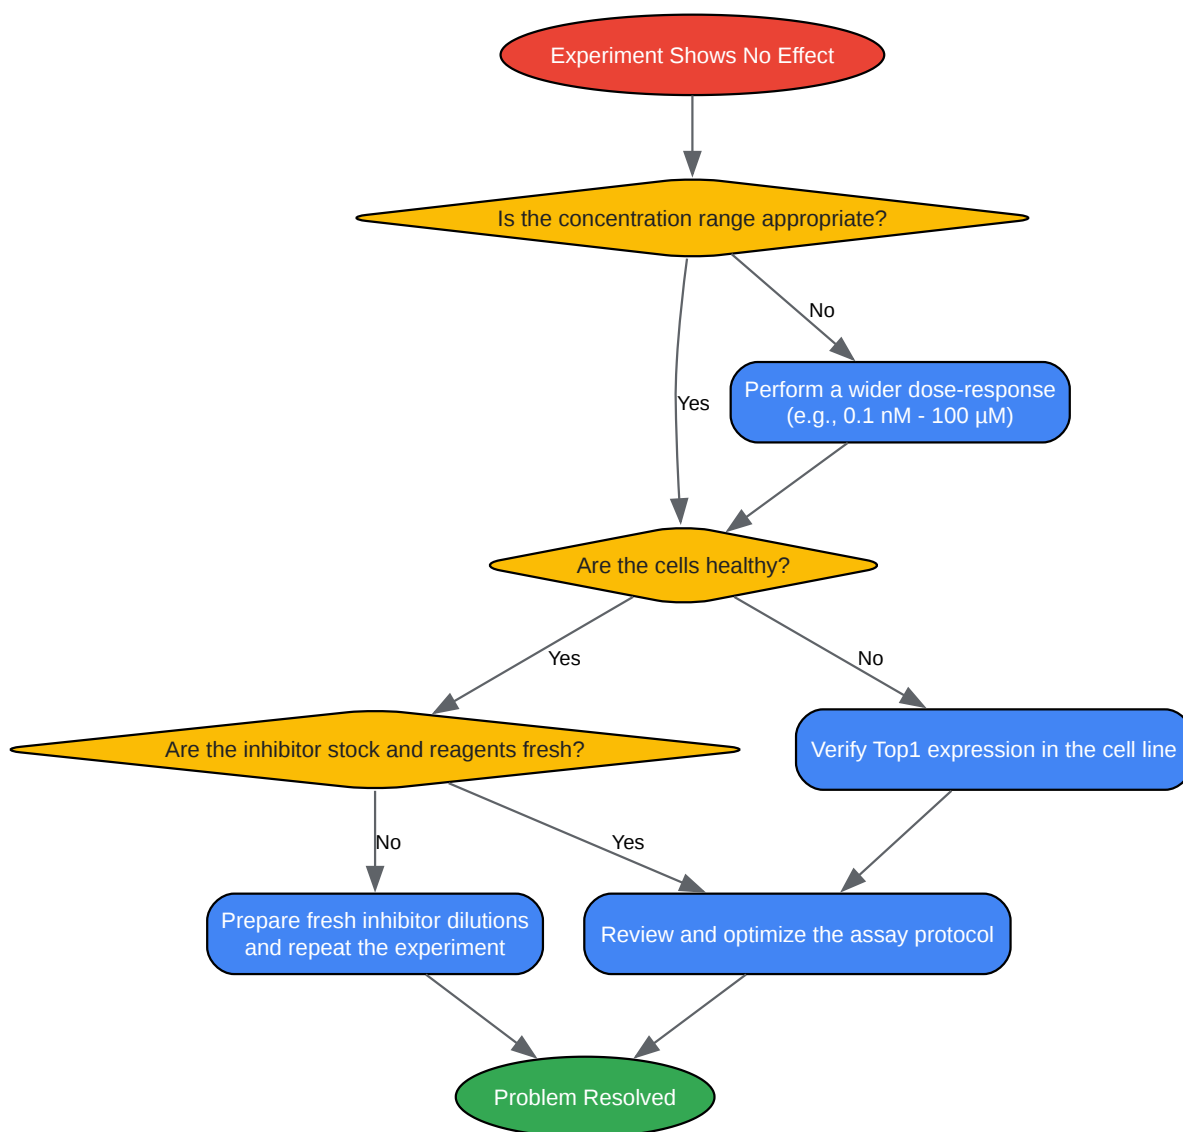 Experiment Shows No Effect
Is the concentration range appropriate?
No
Perform a wider dose-response
(e.g., 0.1 nM - 100 µM)
Yes
Are the cells healthy?
Yes
No
Are the inhibitor stock and reagents fresh?
Verify Top1 expression in the cell line
No
Yes
Prepare fresh inhibitor dilutions
and repeat the experiment
Review and optimize the assay protocol
Problem Resolved